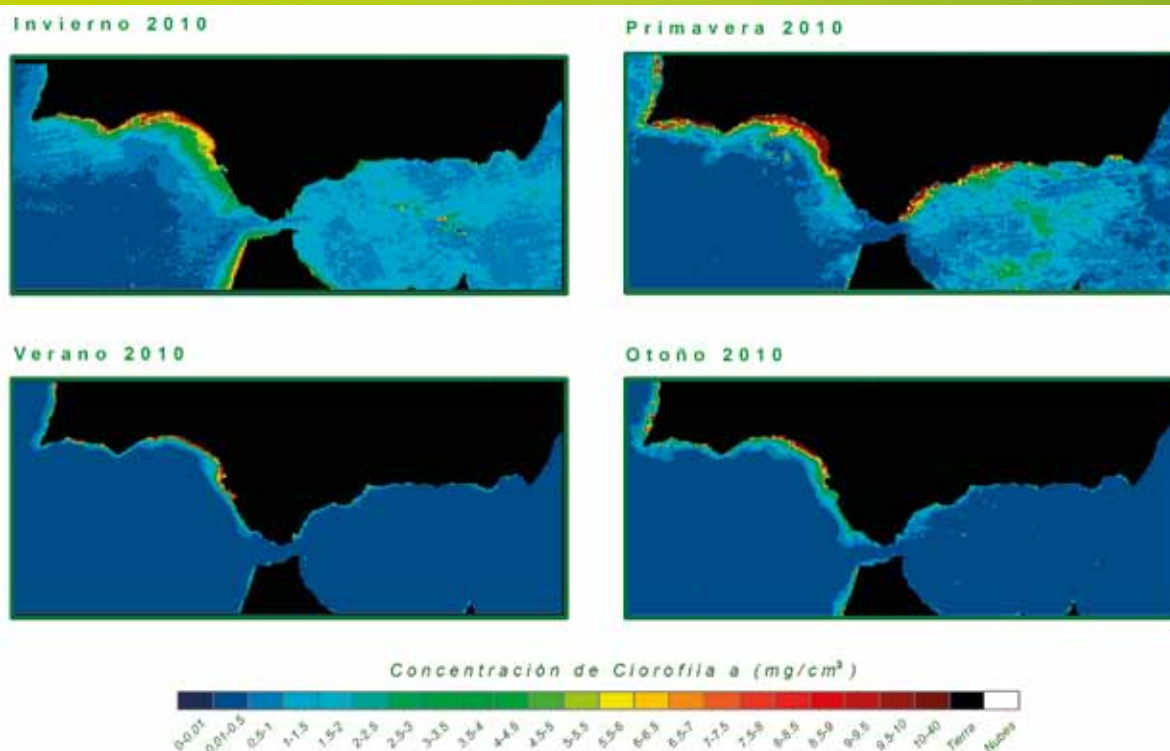 Invierno 2010
Primavera 2010
Verano 2010
Otoño 2010
Concentración de Clorofila a (mg/cm³)
0-0.01 0.01-0.5 0.5-1 1-1.5 1.5-2 2-2.5 2.5-3 3-3.5 3.5-4 4-4.5 4.5-5 5-5.5 5.5-6 6-6.5 6.5-7 7-7.5 7.5-8 8-8.5 8.5-9 9-9.5 9.5-10 10-40 Tierra Nubes